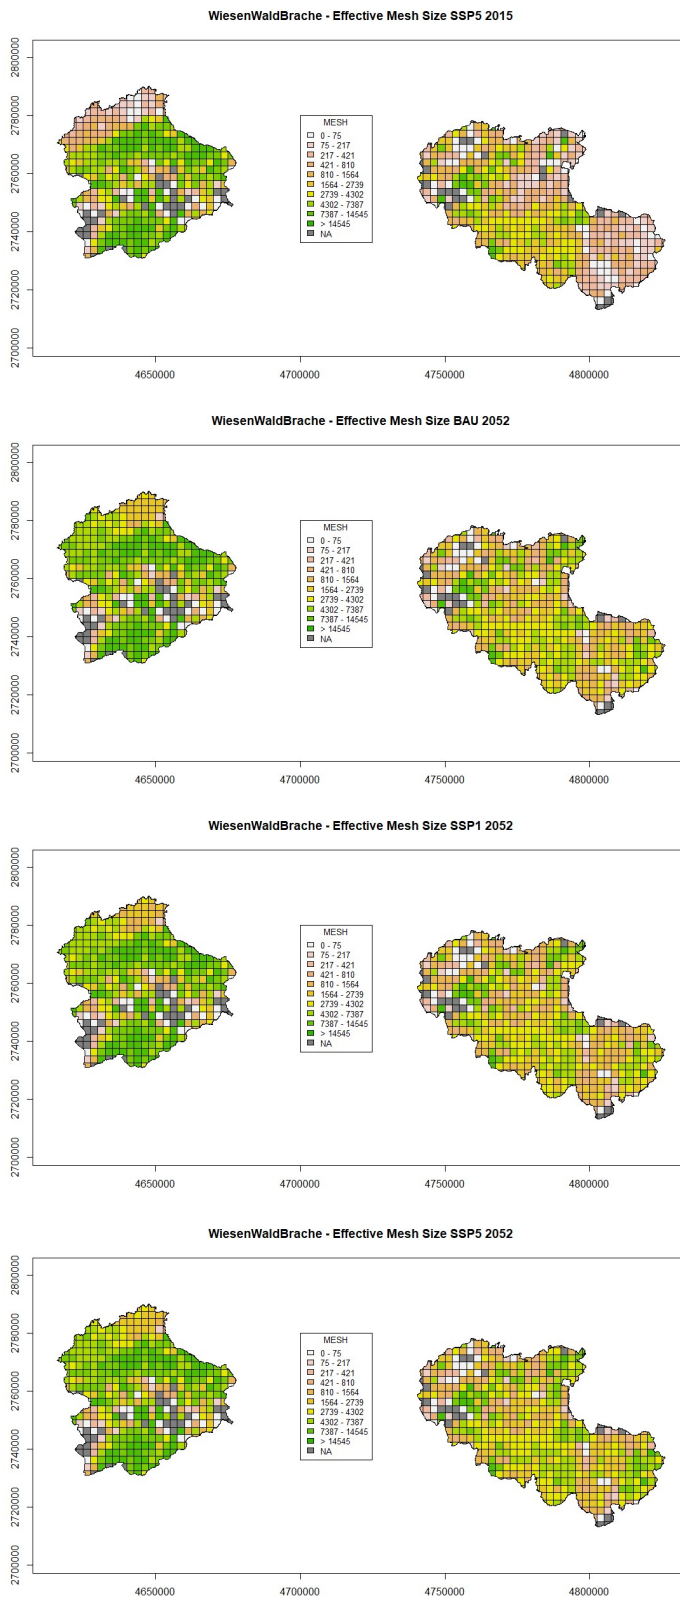 WiesenWaldBrache - Effective Mesh Size SSP5 2015
2800000
2780000
2760000
2740000
2720000
2700000
MESH
0 - 75
75 - 217
217 - 421
421 - 810
810 - 1564
1564 - 2739
2739 - 4302
4302 - 7387
7387 - 14545
> 14545
NA
4650000 4700000 4750000 4800000
WiesenWaldBrache - Effective Mesh Size BAU 2052
2800000
2780000
2760000
2740000
2720000
2700000
MESH
0 - 75
75 - 217
217 - 421
421 - 810
810 - 1564
1564 - 2739
2739 - 4302
4302 - 7387
7387 - 14545
> 14545
NA
4650000 4700000 4750000 4800000
WiesenWaldBrache - Effective Mesh Size SSP1 2052
2800000
2780000
2760000
2740000
2720000
2700000
MESH
0 - 75
75 - 217
217 - 421
421 - 810
810 - 1564
1564 - 2739
2739 - 4302
4302 - 7387
7387 - 14545
> 14545
NA
4650000 4700000 4750000 4800000
WiesenWaldBrache - Effective Mesh Size SSP5 2052
2800000
2780000
2760000
2740000
2720000
2700000
MESH
0 - 75
75 - 217
217 - 421
421 - 810
810 - 1564
1564 - 2739
2739 - 4302
4302 - 7387
7387 - 14545
> 14545
NA
4650000 4700000 4750000 4800000